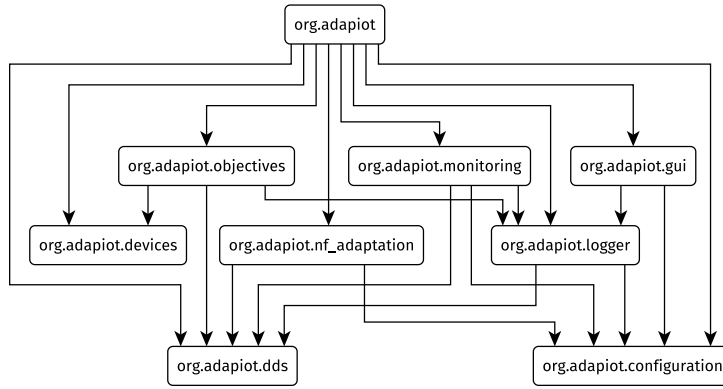 org.adapiot
org.adapiot.objectives
org.adapiot.monitoring
org.adapiot.gui
org.adapiot.devices
org.adapiot.nf_adaptation
org.adapiot.logger
org.adapiot.dds
org.adapiot.configuration